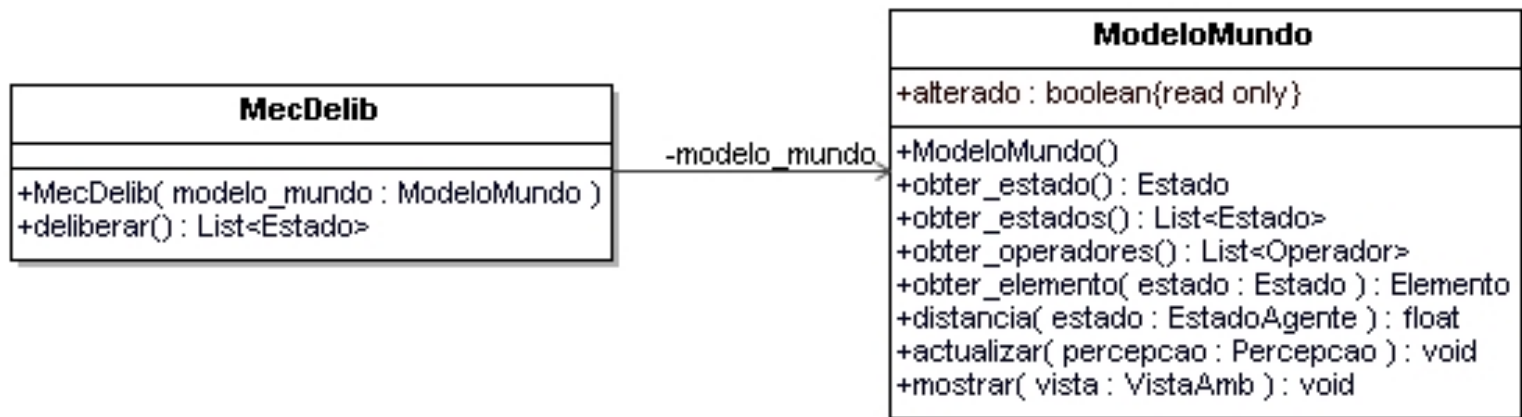 MecDelib
+MecDelib( modelo_mundo : ModeloMundo )
+deliberar() : List<Estado>
-modelo_mundo
ModeloMundo
+alterado : boolean{read only}
+ModeloMundo()
+obter_estado() : Estado
+obter_estados() : List<Estado>
+obter_operadores() : List<Operador>
+obter_elemento( estado : Estado ) : Elemento
+distancia( estado : EstadoAgente ) : float
+actualizar( percepcao : Percepcao ) : void
+mostrar( vista : VistaAmb ) : void